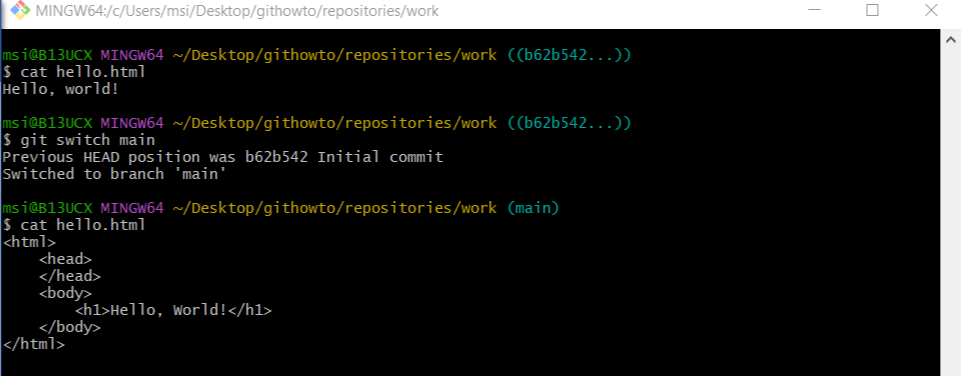 MINGW64:/c/Users/msi/Desktop/githowto/repositories/work
msi@B13UCX MINGW64 ~/Desktop/githowto/repositories/work ((b62b542...))
$ cat hello.html
Hello, world!
msi@B13UCX MINGW64 ~/Desktop/githowto/repositories/work ((b62b542...))
$ git switch main
Previous HEAD position was b62b542 Initial commit
Switched to branch 'main'
msi@B13UCX MINGW64 ~/Desktop/githowto/repositories/work (main)
$ cat hello.html
<html>
    <head>
    </head>
    <body>
        <h1>Hello, World!</h1>
    </body>
</html>